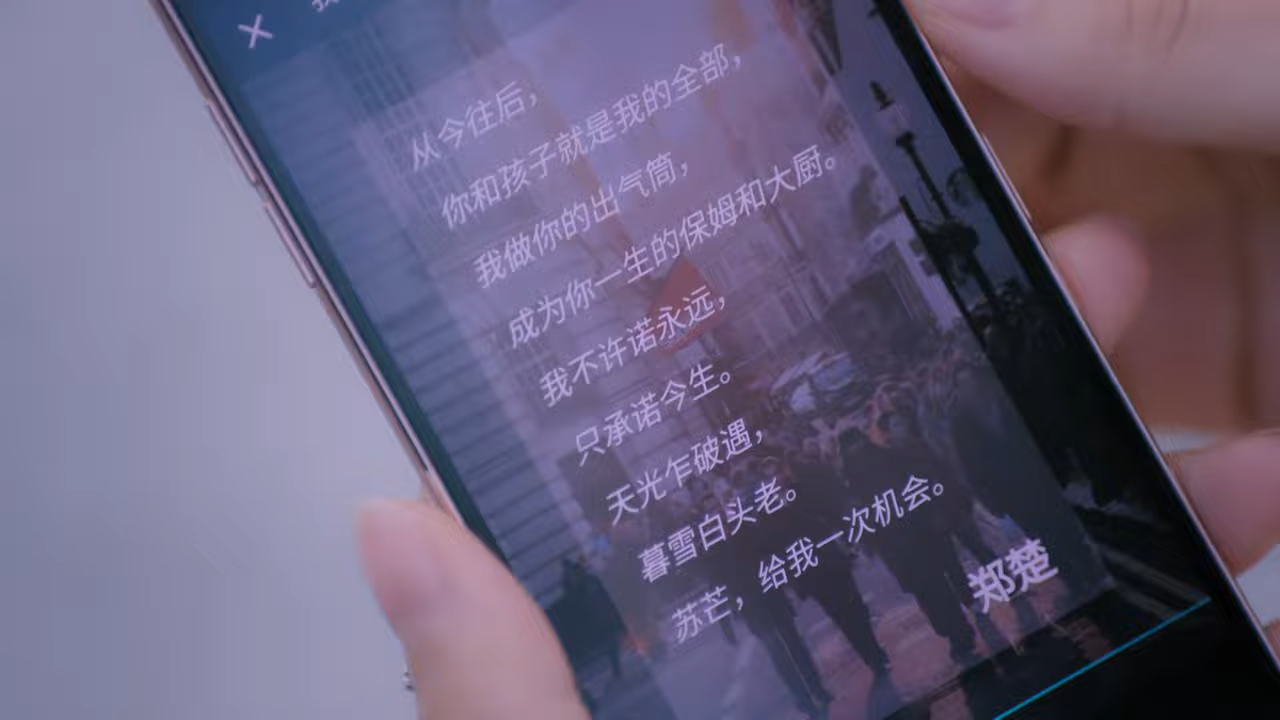 从今往后，
你和孩子就是我的全部，
我做你的出气筒，
成为你一生的保姆和大厨。
我不许诺永远，
只承诺今生。
天光乍破遇，
暮雪白头老。
苏芒，给我一次机会。
郑楚